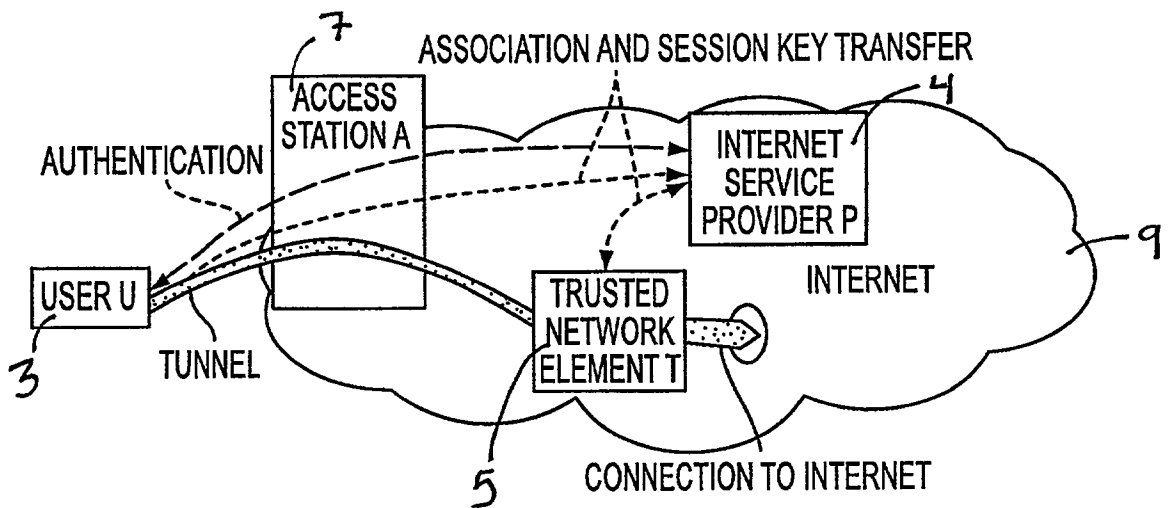 7
ASSOCIATION AND SESSION KEY TRANSFER
ACCESS
STATION A
4
AUTHENTICATION
INTERNET
SERVICE
PROVIDER P
9
INTERNET
USER U
TRUSTED
NETWORK
ELEMENT T
3
TUNNEL
5
CONNECTION TO INTERNET